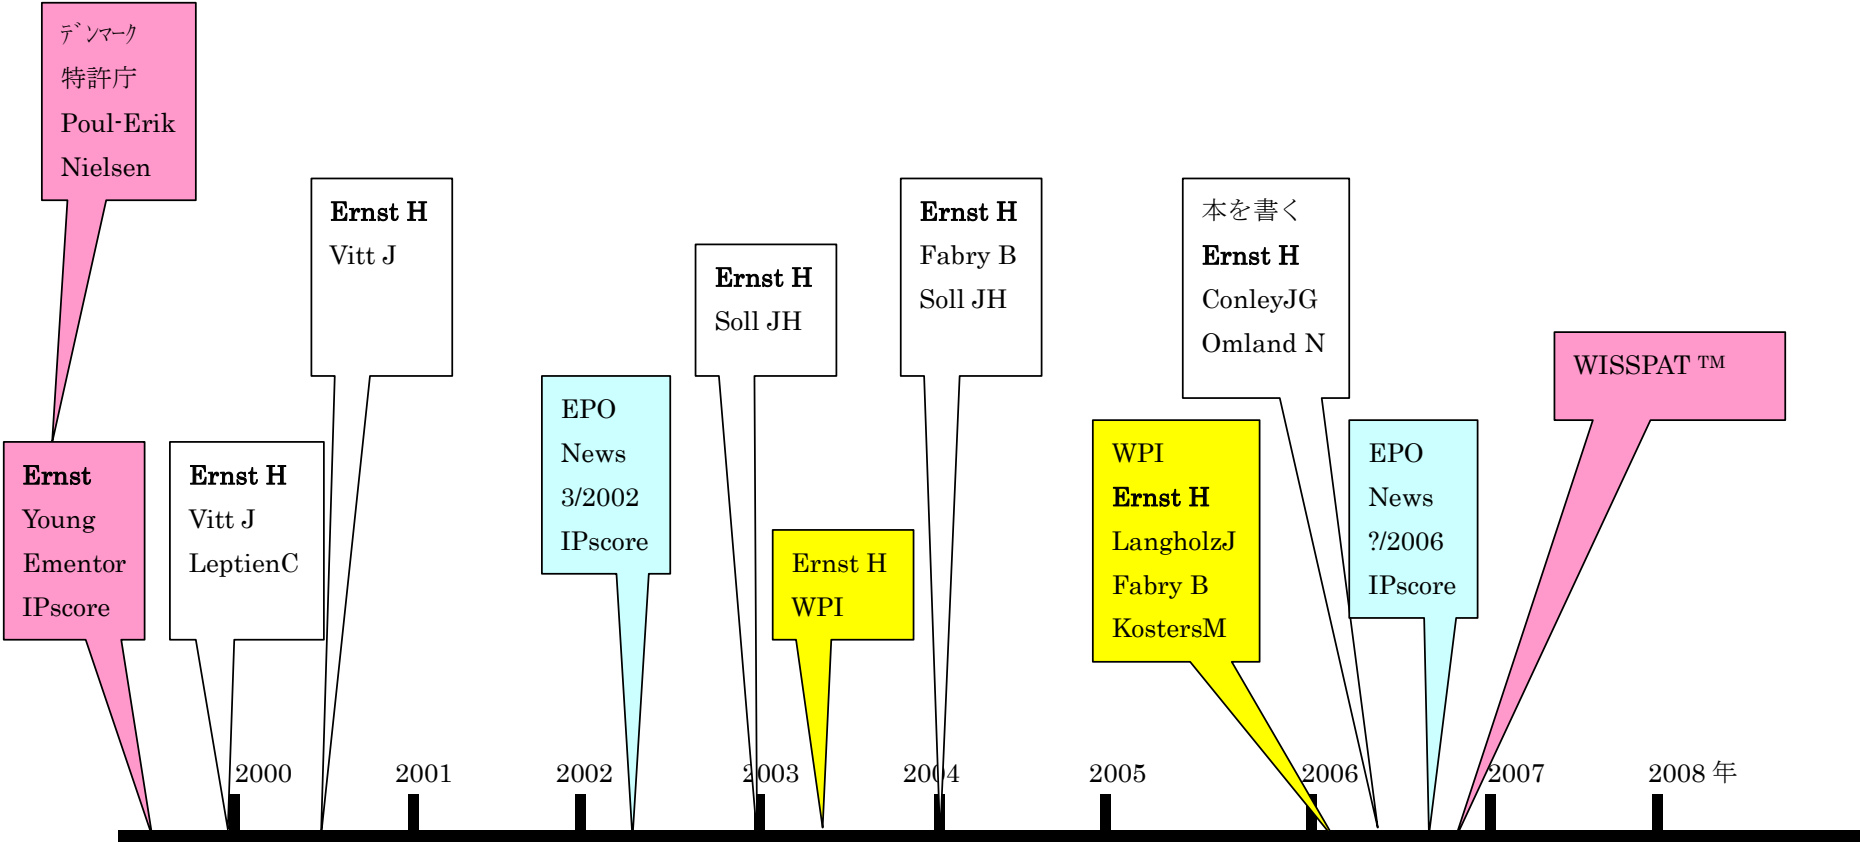 ﾃﾞﾝﾏｰｸ
特許庁
Poul-Erik
Nielsen
Ernst
Young
Ementor
IPscore
Ernst H
Vitt J
LeptienC
Ernst H
Vitt J
EPO
News
3/2002
IPscore
Ernst H
Soll JH
Ernst H
WPI
Ernst H
Fabry B
Soll JH
WPI
Ernst H
LangholzJ
Fabry B
KostersM
本を書く
Ernst H
ConleyJG
Omland N
EPO
News
?/2006
IPscore
WISSPAT ™
2000 2001 2002 2003 2004 2005 2006 2007 2008 年